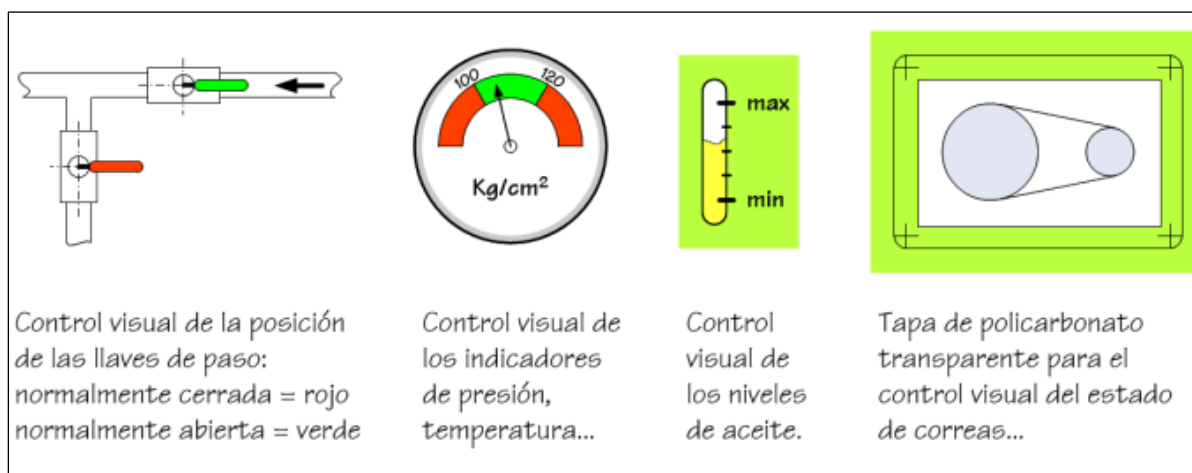 100
120
Kg/cm²
max
min
Control visual de la posición
de las llaves de paso:
normalmente cerrada = rojo
normalmente abierta = verde
Control visual de
los indicadores
de presión,
temperatura...
Control
visual de
los niveles
de aceite.
Tapa de policarbonato
transparente para el
control visual del estado
de correas...